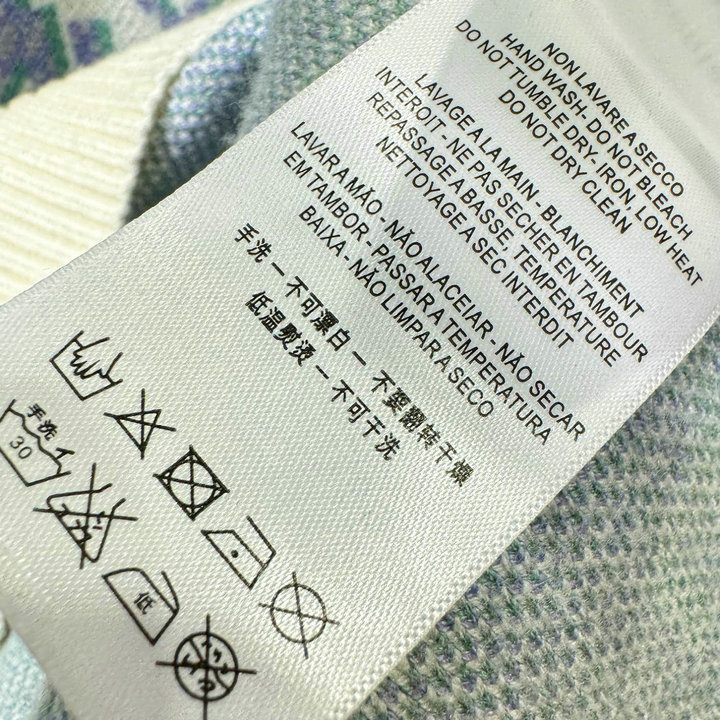 NON LAVARE A SECCO
HAND WASH- DO NOT BLEACH
DO NOT TUMBLE DRY- IRON, LOW HEAT
DO NOT DRY CLEAN
LAVAGE A LA MAIN - BLANCHIMENT
INTEROIT - NE PAS SECHER EN TAMBOUR
REPASSAGE A BASSE, TEMPERATURE
NETTOYAGE A SEC INTERDIT
LAVAR A MÃO - NÃO ALACEIAR - NÃO SECAR
EM TAMBOR - PASSAR A TEMPERATURA
BAIXA - NÃO LIMPAR A SECO
手洗 — 不可漂白 — 不要翻转干燥
低温熨烫 — 不可干洗
手洗イ
30
低